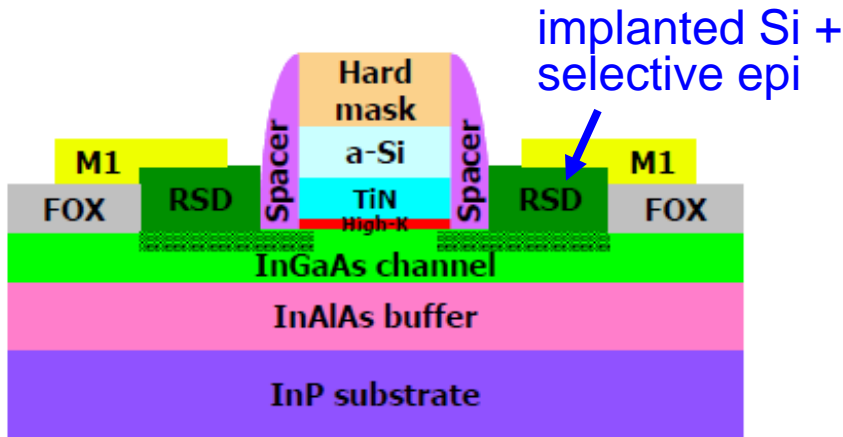 implanted Si +
selective epi
Hard
mask
a-Si
TiN
High-K
Spacer
Spacer
M1
M1
RSD
RSD
FOX
FOX
InGaAs channel
InAlAs buffer
InP substrate